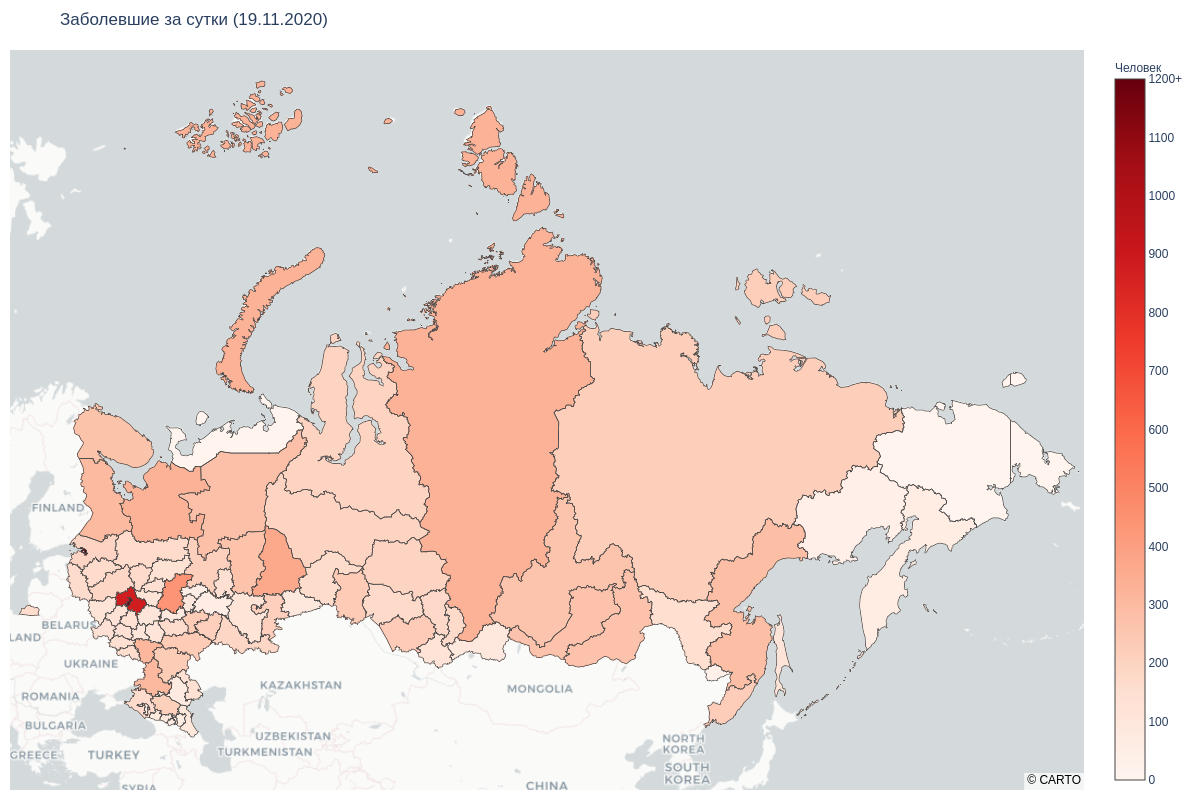 Заболевшие за сутки (19.11.2020)
Человек
1200+
1100
1000
900
800
700
600
500
400
300
200
100
0
FINLAND
BELARUS
LAND
UKRAINE
ROMANIA
BULGARIA
GREECE
TURKEY
SYRIA
KAZAKHSTAN
UZBEKISTAN
TURKMENISTAN
MONGOLIA
CHINA
NORTH
KOREA
SOUTH
KOREA
© CARTO